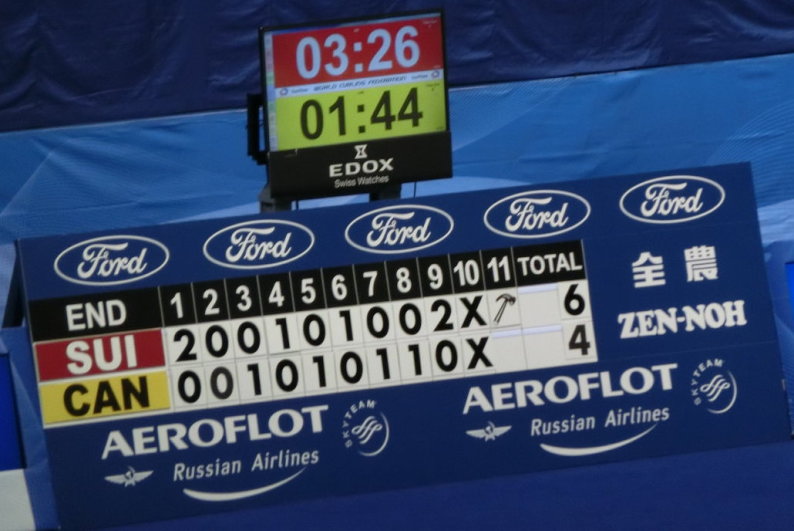 03:26
WORLD CURLING FEDERATION
01:44
EDOX
Swiss Watches
Ford Ford Ford Ford Ford
END 1 2 3 4 5 6 7 8 9 10 11 TOTAL
SUI 2 0 0 1 0 1 0 0 2 X 6
CAN 0 0 1 0 1 0 1 1 0 X 4
全農
ZEN-NOH
AEROFLOT
Russian Airlines
SKYTEAM
AEROFLOT
Russian Airlines
SKYTEAM